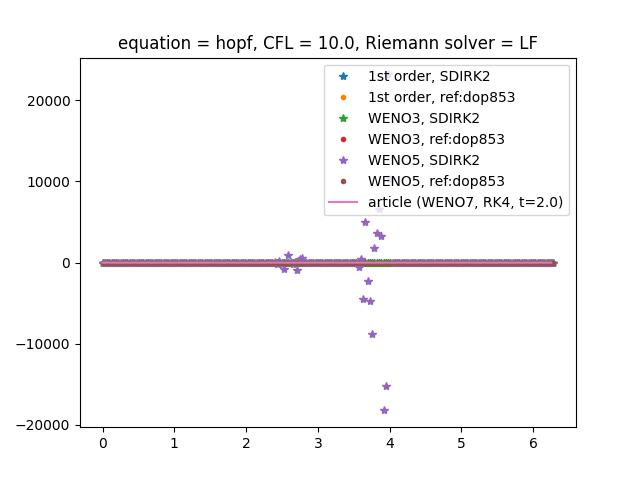 equation = hopf, CFL = 10.0, Riemann solver = LF
1st order, SDIRK2
1st order, ref:dop853
WENO3, SDIRK2
WENO3, ref:dop853
WENO5, SDIRK2
WENO5, ref:dop853
article (WENO7, RK4, t=2.0)
20000
10000
0
−10000
−20000
0 1 2 3 4 5 6